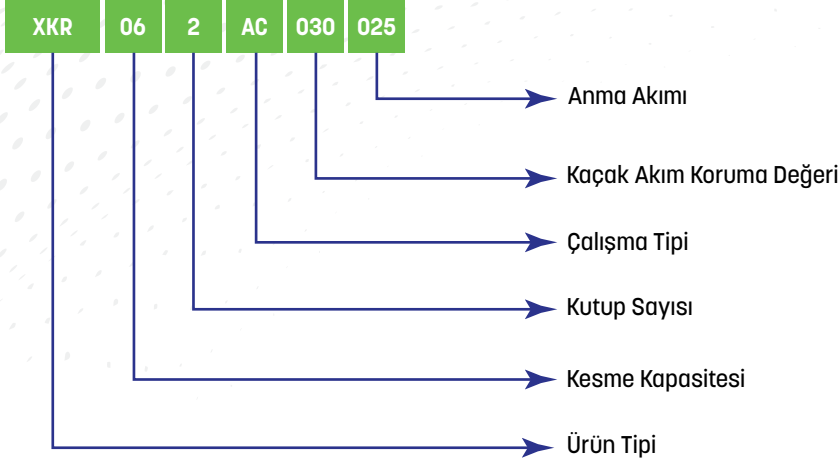 XKR 06 2 AC 030 025
Anma Akımı
Kaçak Akım Koruma Değeri
Çalışma Tipi
Kutup Sayısı
Kesme Kapasitesi
Ürün Tipi